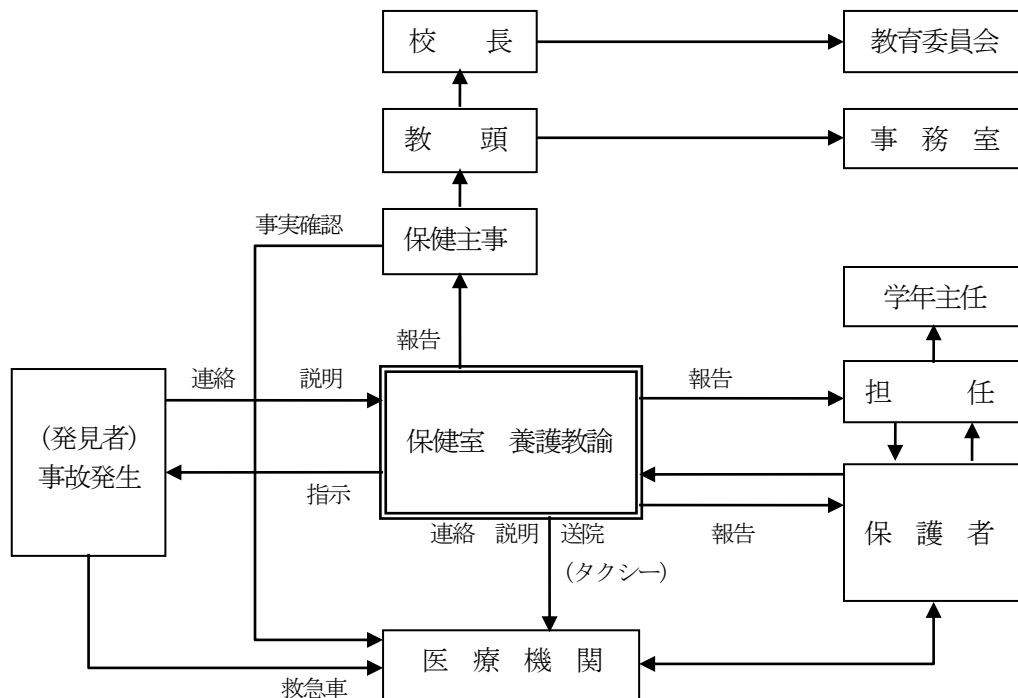 校　　長
教育委員会
教　　頭
事　務　室
事実確認
保健主事
学年主任
報告
連絡　　　説明
報告
担　　任
(発見者)
事故発生
保健室　養護教諭
指示
連絡　説明　送院
(タクシー)
報告
保　護　者
医　療　機　関
救急車